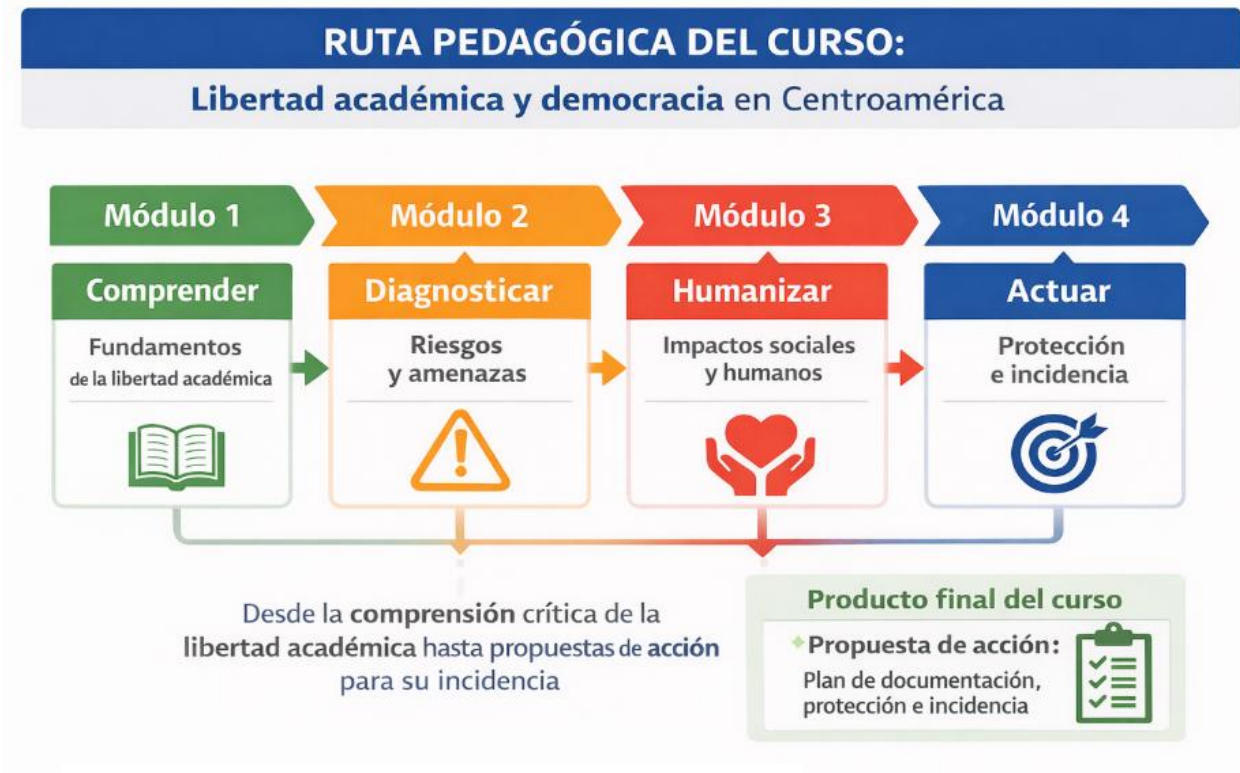 RUTA PEDAGÓGICA DEL CURSO:
Libertad académica y democracia en Centroamérica
Módulo 1
Módulo 2
Módulo 3
Módulo 4
Comprender
Fundamentos
de la libertad académica
Diagnosticar
Riesgos
y amenazas
Humanizar
Impactos sociales
y humanos
Actuar
Protección
e incidencia
Desde la comprensión crítica de la
libertad académica hasta propuestas de acción
para su incidencia
Producto final del curso
Propuesta de acción:
Plan de documentación,
protección e incidencia